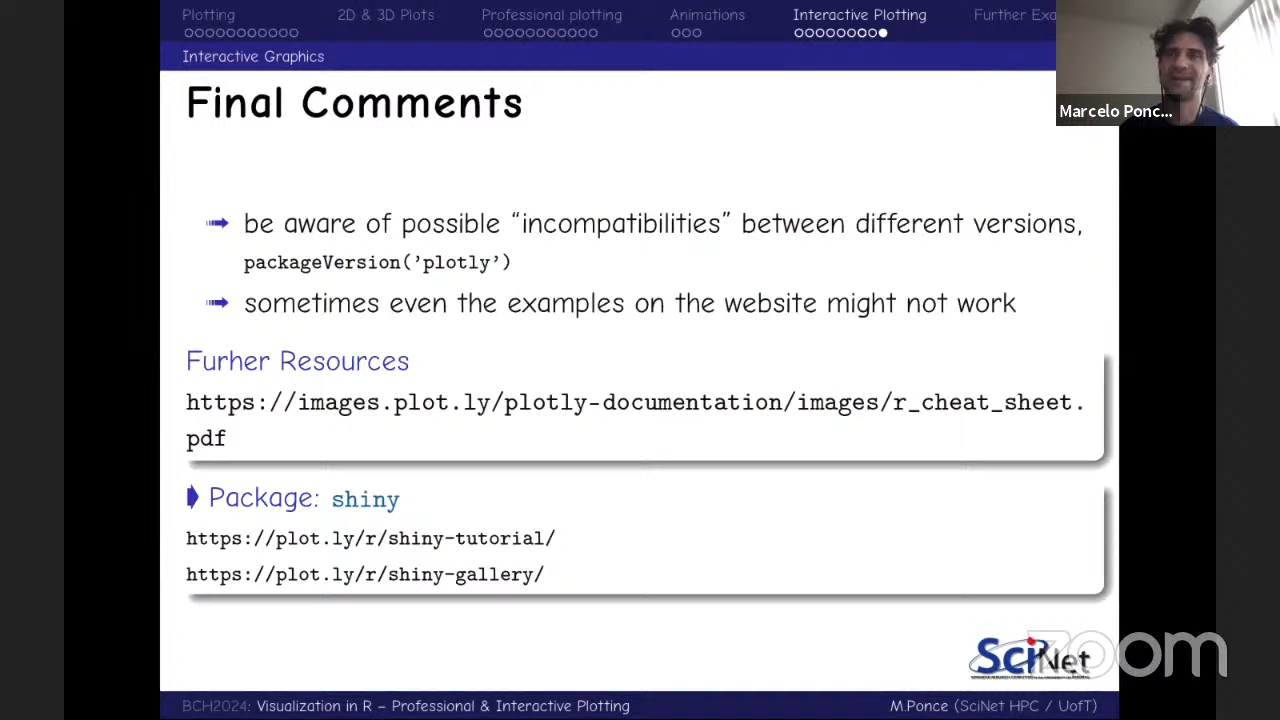 Plotting 2D & 3D Plots Professional plotting Animations Interactive Plotting Further Exa
Interactive Graphics
Marcelo Ponc...
Final Comments
be aware of possible “incompatibilities” between different versions,
packageVersion('plotly')
sometimes even the examples on the website might not work
Furher Resources
https://images.plot.ly/plotly-documentation/images/r_cheat_sheet.
pdf
Package: shiny
https://plot.ly/r/shiny-tutorial/
https://plot.ly/r/shiny-gallery/
SciNet
zoom
BCH2024: Visualization in R – Professional & Interactive Plotting M.Ponce (SciNet HPC / UofT)